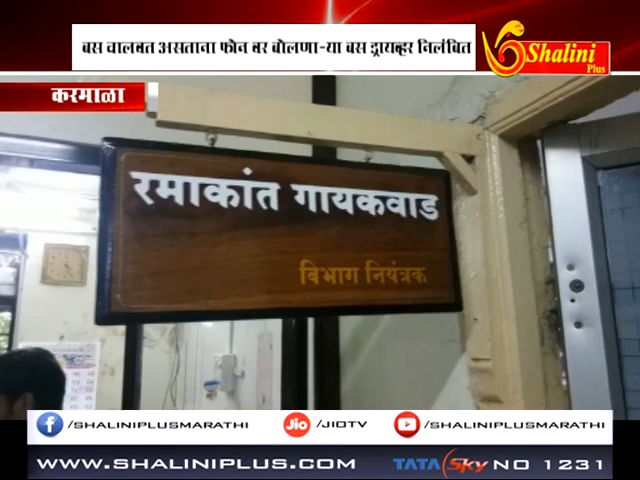 बस चालवत असताना फोन वर बोलणा-या बस ड्रायव्हर निलंबित
Shalini
Plus
करमाळा
रमाकांत गायकवाड
विभाग नियंत्रक
/SHALINIPLUSMARATHI
Jio /JIOTV
/SHALINIPLUSMARATHI
WWW.SHALINIPLUS.COM
TATA Sky NO 1231